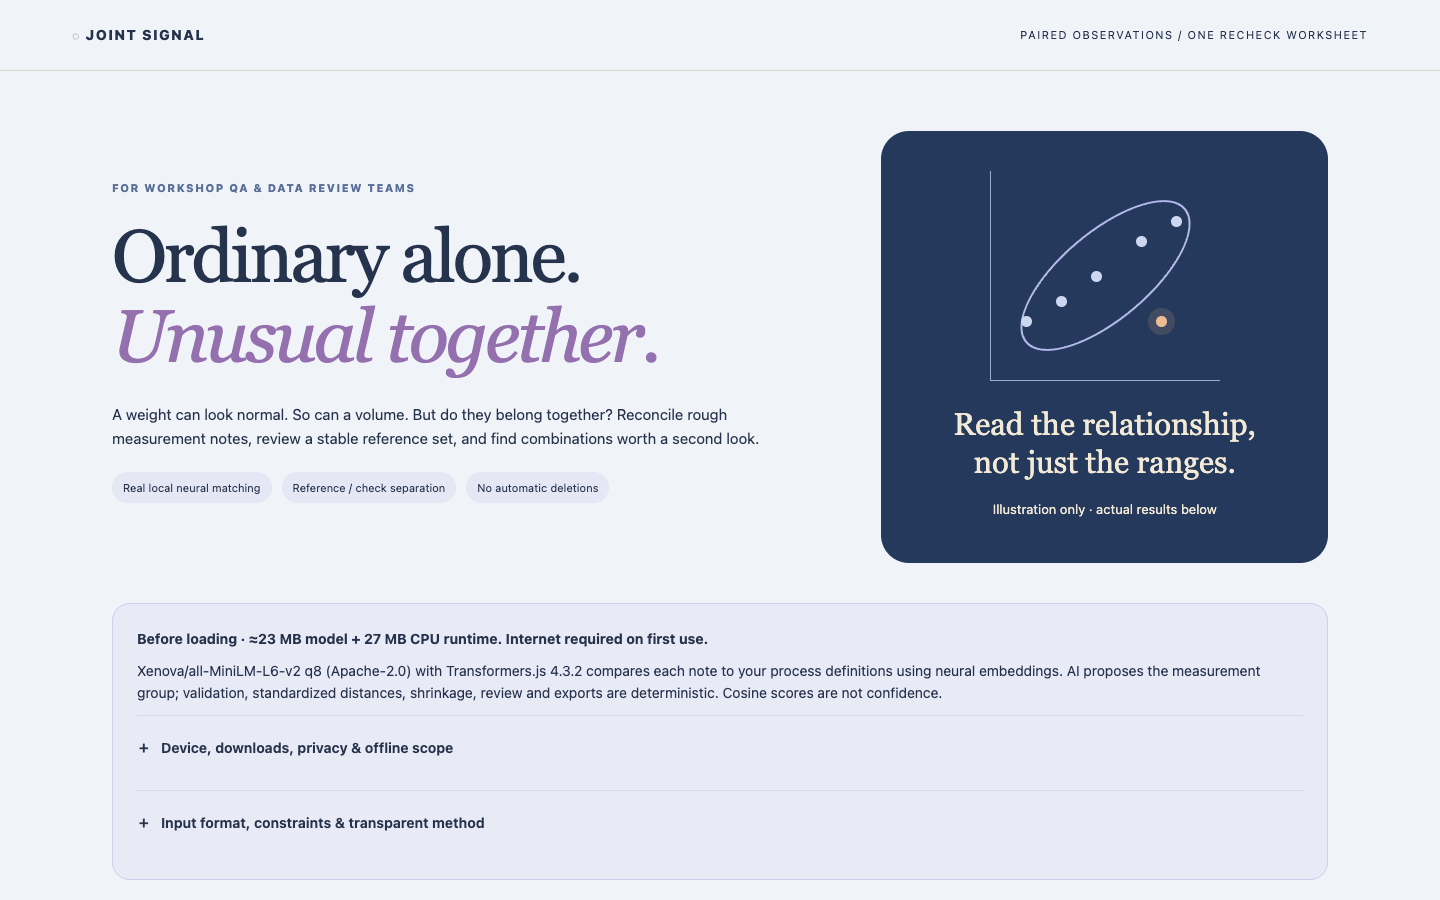 JOINT SIGNAL
PAIRED OBSERVATIONS / ONE RECHECK WORKSHEET
FOR WORKSHOP QA & DATA REVIEW TEAMS
Ordinary alone.
Unusual together.
A weight can look normal. So can a volume. But do they belong together? Reconcile rough
measurement notes, review a stable reference set, and find combinations worth a second look.
Real local neural matching
Reference / check separation
No automatic deletions
Read the relationship,
not just the ranges.
Illustration only · actual results below
Before loading · ≈23 MB model + 27 MB CPU runtime. Internet required on first use.
Xenova/all-MiniLM-L6-v2 q8 (Apache-2.0) with Transformers.js 4.3.2 compares each note to your process definitions using neural embeddings. AI proposes the measurement
group; validation, standardized distances, shrinkage, review and exports are deterministic. Cosine scores are not confidence.
+ Device, downloads, privacy & offline scope
+ Input format, constraints & transparent method